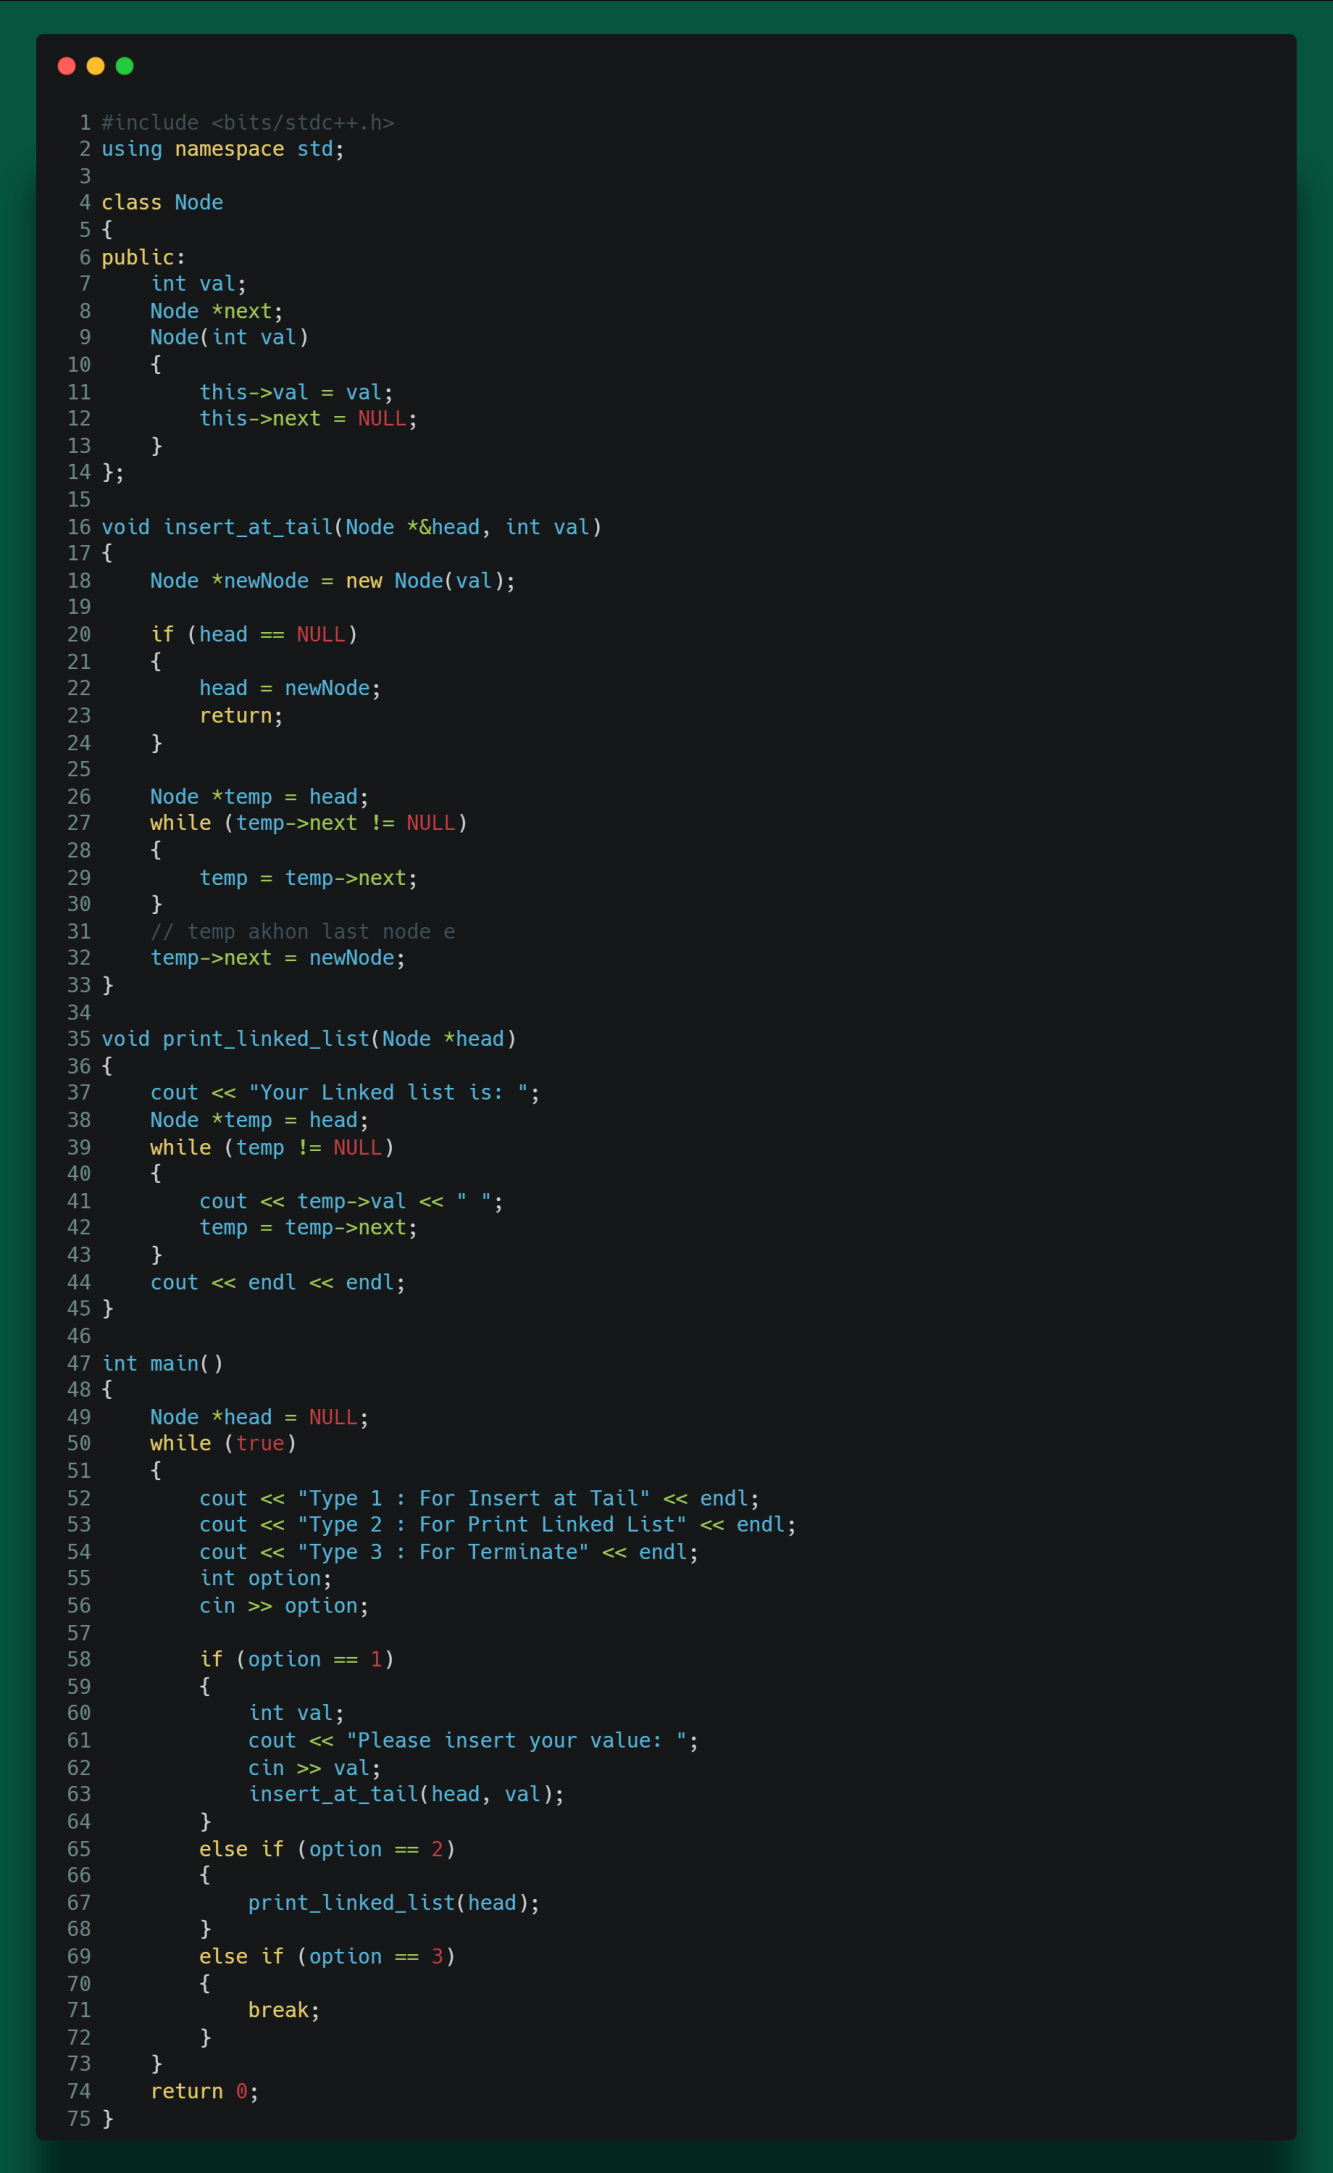 1 #include <bits/stdc++.h>
2 using namespace std;
3
4 class Node
5 {
6 public:
7     int val;
8     Node *next;
9     Node(int val)
10     {
11         this->val = val;
12         this->next = NULL;
13     }
14 };
15
16 void insert_at_tail(Node *&head, int val)
17 {
18     Node *newNode = new Node(val);
19
20     if (head == NULL)
21     {
22         head = newNode;
23         return;
24     }
25
26     Node *temp = head;
27     while (temp->next != NULL)
28     {
29         temp = temp->next;
30     }
31     // temp akhon last node e
32     temp->next = newNode;
33 }
34
35 void print_linked_list(Node *head)
36 {
37     cout << "Your Linked list is: ";
38     Node *temp = head;
39     while (temp != NULL)
40     {
41         cout << temp->val << " ";
42         temp = temp->next;
43     }
44     cout << endl << endl;
45 }
46
47 int main()
48 {
49     Node *head = NULL;
50     while (true)
51     {
52         cout << "Type 1 : For Insert at Tail" << endl;
53         cout << "Type 2 : For Print Linked List" << endl;
54         cout << "Type 3 : For Terminate" << endl;
55         int option;
56         cin >> option;
57
58         if (option == 1)
59         {
60             int val;
61             cout << "Please insert your value: ";
62             cin >> val;
63             insert_at_tail(head, val);
64         }
65         else if (option == 2)
66         {
67             print_linked_list(head);
68         }
69         else if (option == 3)
70         {
71             break;
72         }
73     }
74     return 0;
75 }